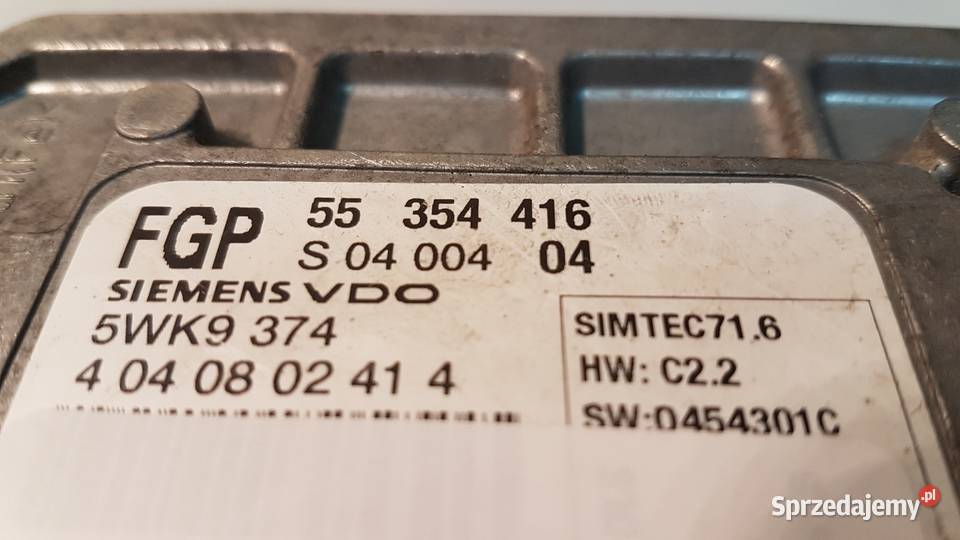 FGP 55 354 416
S 04 004 04
SIEMENS VDO
5WK9 374
4 04 08 02 41 4
SIMTEC71.6
HW: C2.2
SW:0454301C
Sprzedajemy.pl